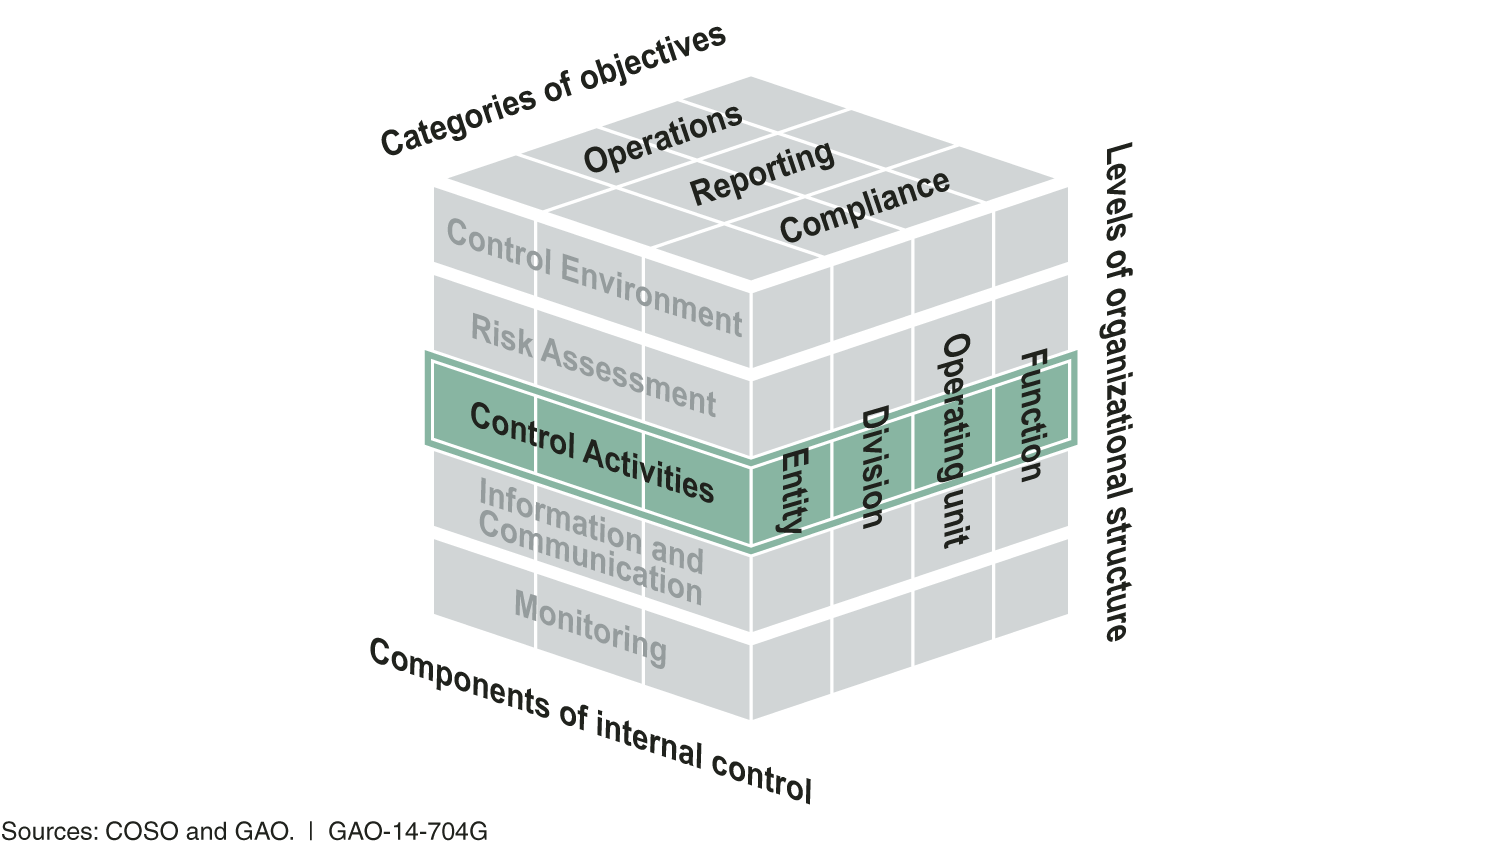 Categories of objectives
Operations
Reporting
Compliance
Control Environment
Risk Assessment
Control Activities
Information and
Communication
Monitoring
Components of internal control
Entity
Division
Operating unit
Function
Levels of organizational structure
Sources: COSO and GAO. | GAO-14-704G